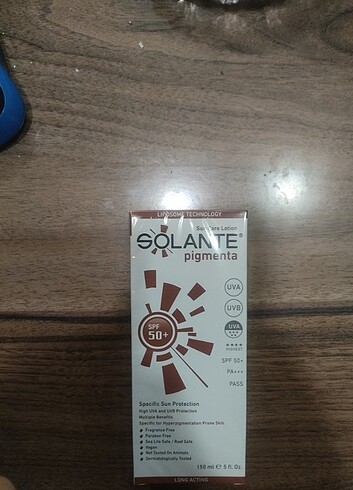 LIPOSOME TECHNOLOGY
Sun Care Lotion
SOLANTE®
pigmenta
UVA
UVB
UVA
HIGHEST
SPF 50+
SPF
50+
PA+++
PASS
Specific Sun Protection
High UVA and UVB Protection
Multiple Benefits
Specific for Hyperpigmentation Prone Skin
Fragrance Free
Paraben Free
Sea Life Safe / Reef Safe
Vegan
Not Tested On Animals
Dermatologically Tested
150 ml ℮ 5 fl. Oz.
LONG ACTING